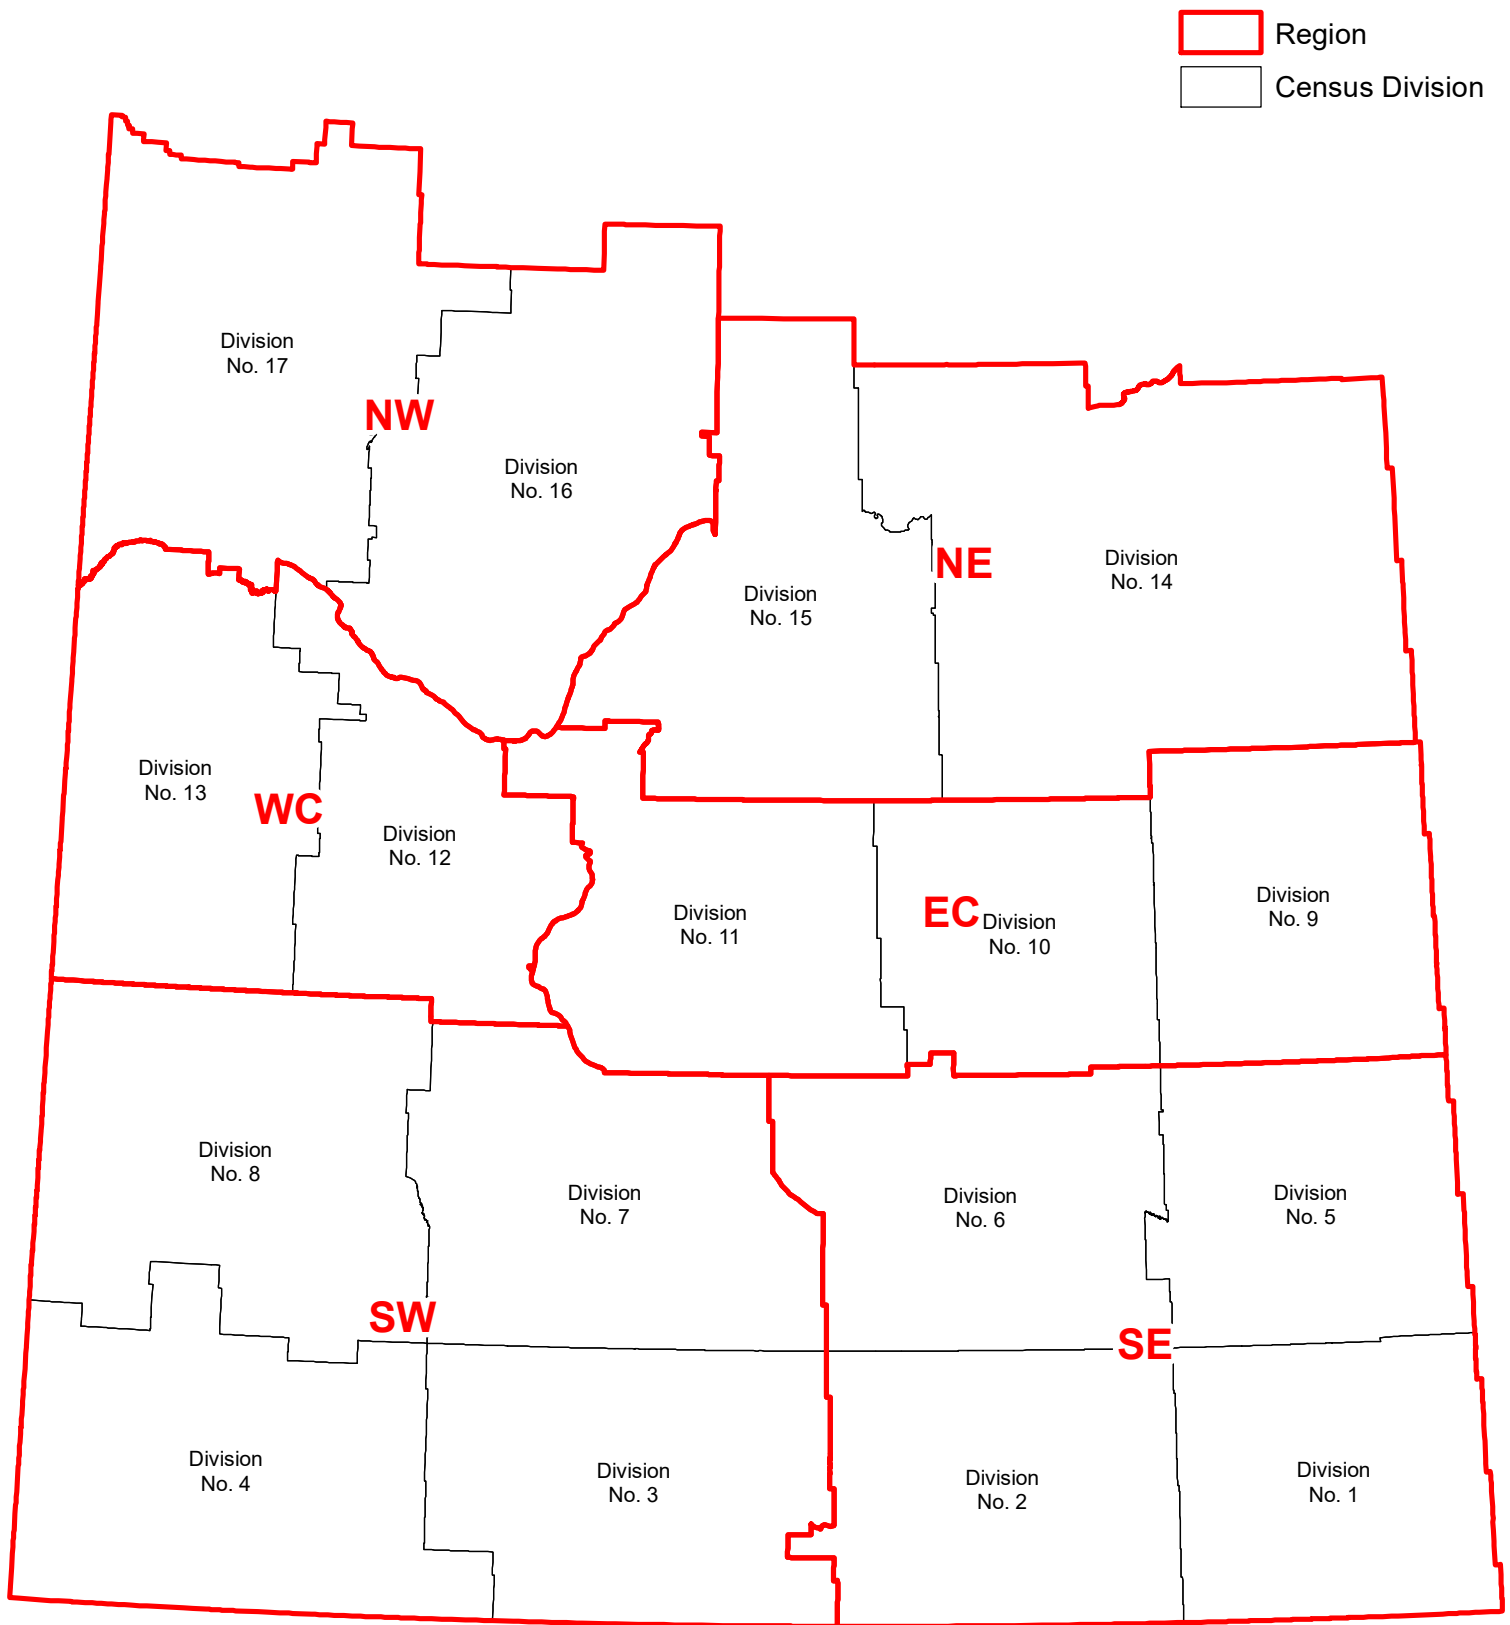 Region
Census Division
Division
No. 17
NW
Division
No. 16
NE
Division
No. 14
Division
No. 15
Division
No. 13
WC
Division
No. 12
Division
No. 11
EC
Division
No. 10
Division
No. 9
Division
No. 8
Division
No. 7
Division
No. 6
Division
No. 5
SW
SE
Division
No. 4
Division
No. 3
Division
No. 2
Division
No. 1